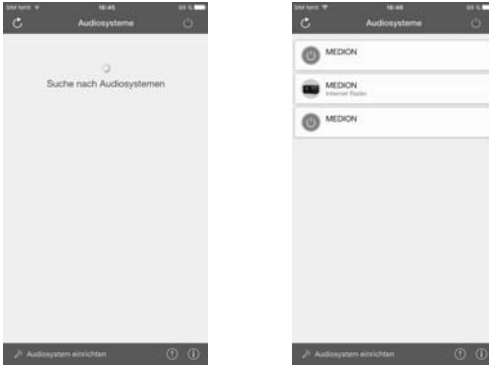 16:45
Audiosysteme
Suche nach Audiosystemen
Audiosystem einrichten
16:46
Audiosysteme
MEDION
MEDION
Internet Radio
MEDION
Audiosystem einrichten